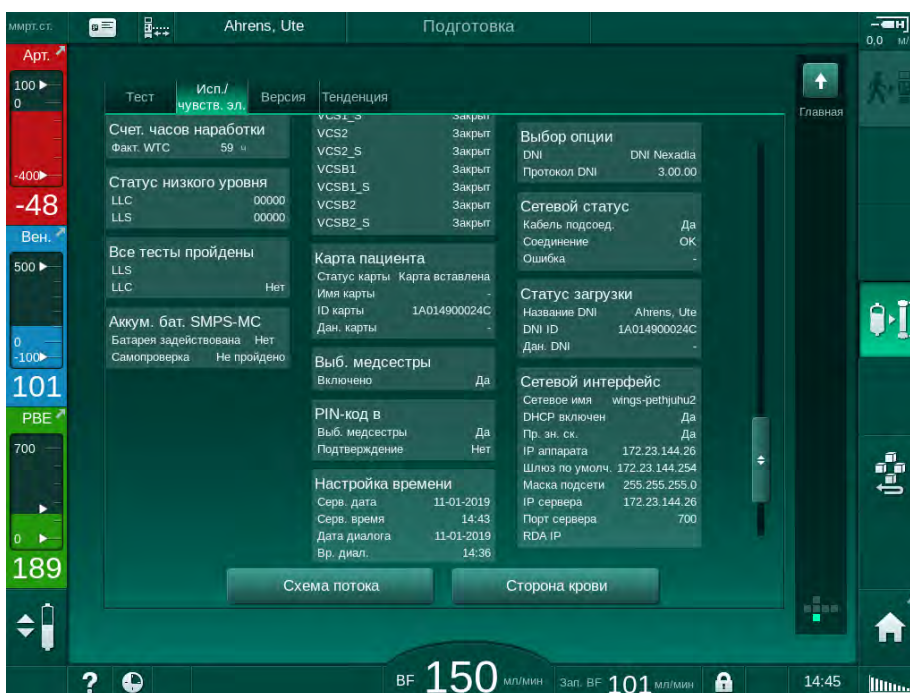 ммрт.ст.
Ahrens, Ute
Подготовка
0,0 м/
Арт.
100
0
-400
-48
Вен.
500
0
-100
101
PBE
700
0
189
Тест
Исп./
чувств. эл.
Версия
Тенденция
Главная
Счет. часов наработки
Факт. WTC 59 ч
Статус низкого уровня
LLC 00000
LLS 00000
Все тесты пройдены
LLS
LLC Нет
Аккум. бат. SMPS-MC
Батарея задействована Нет
Самопроверка Не пройдено
VCS1_S Закрыт
VCS2 Закрыт
VCS2_S Закрыт
VCSB1 Закрыт
VCSB1_S Закрыт
VCSB2 Закрыт
VCSB2_S Закрыт
Карта пациента
Статус карты Карта вставлена
Имя карты -
ID карты 1A014900024C
Дан. карты -
Выб. медсестры
Включено Да
PIN-код в
Выб. медсестры Да
Подтверждение Нет
Настройка времени
Серв. дата 11-01-2019
Серв. время 14:43
Дата диалога 11-01-2019
Вр. диал. 14:36
Выбор опции
DNI DNI Nexadia
Протокол DNI 3.00.00
Сетевой статус
Кабель подсоед. Да
Соединение OK
Ошибка -
Статус загрузки
Название DNI Ahrens, Ute
DNI ID 1A014900024C
Дан. DNI -
Сетевой интерфейс
Сетевое имя wings-pethjuhu2
DHCP включен Да
Пр. зн. ск. Да
IP аппарата 172.23.144.26
Шлюз по умолч. 172.23.144.254
Маска подсети 255.255.255.0
IP сервера 172.23.144.26
Порт сервера 700
RDA IP
Схема потока
Сторона крови
? BF 150 мл/мин Зап. BF 101 мл/мин 14:45